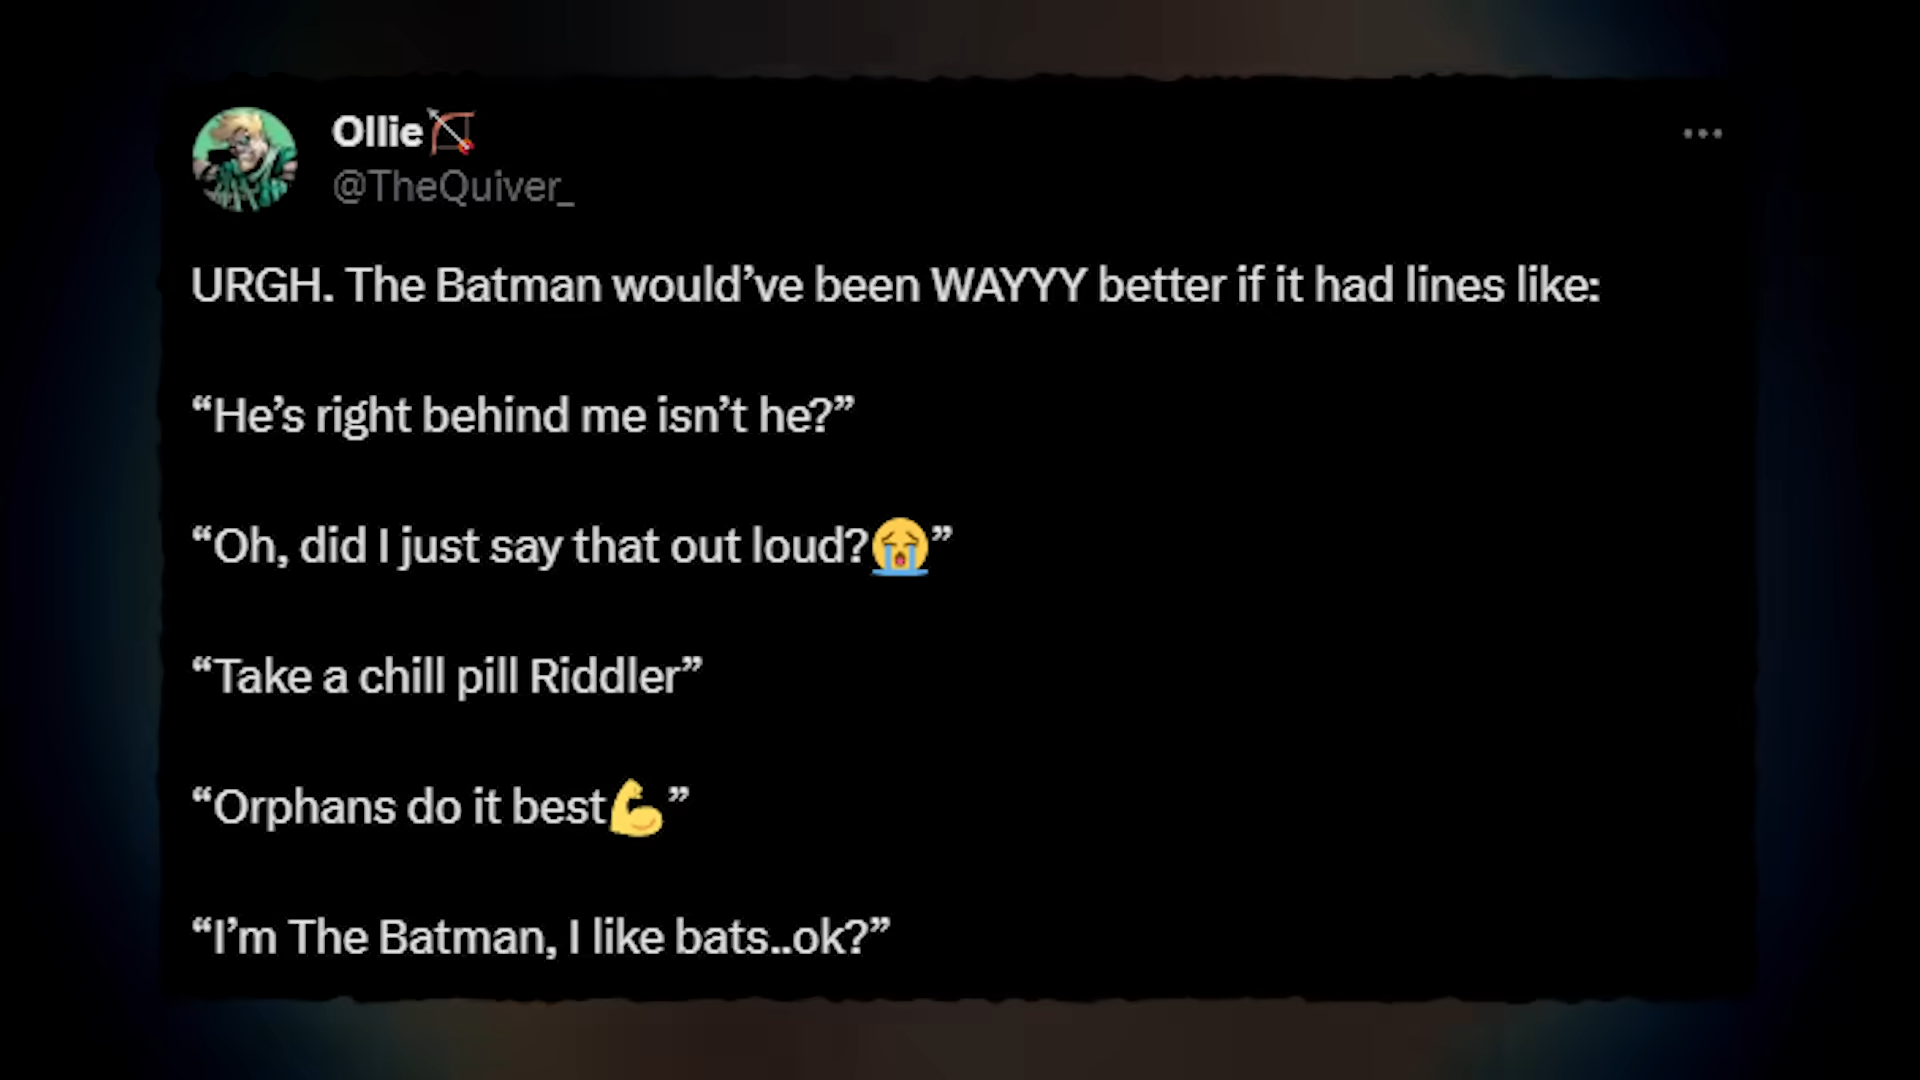 Ollie🏹
@TheQuiver_
URGH. The Batman would’ve been WAYYY better if it had lines like:
“He’s right behind me isn’t he?”
“Oh, did I just say that out loud?😭”
“Take a chill pill Riddler”
“Orphans do it best💪”
“I’m The Batman, I like bats..ok?”